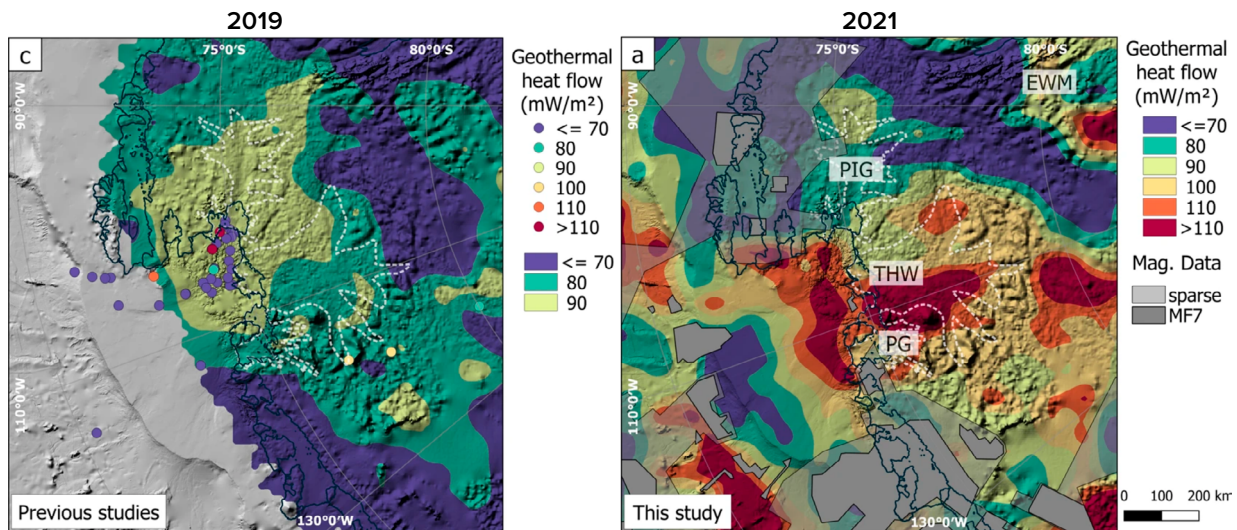 2019
2021
c
75°0′S
80°0′S
90°0′W
110°0′W
130°0′W
Previous studies
Geothermal
heat flow
(mW/m²)
<= 70
80
90
100
110
>110
<= 70
80
90
a
75°0′S
80°0′S
90°0′W
110°0′W
130°0′W
EWM
PIG
THW
PG
This study
Geothermal
heat flow
(mW/m²)
<=70
80
90
100
110
>110
Mag. Data
sparse
MF7
0 100 200 km